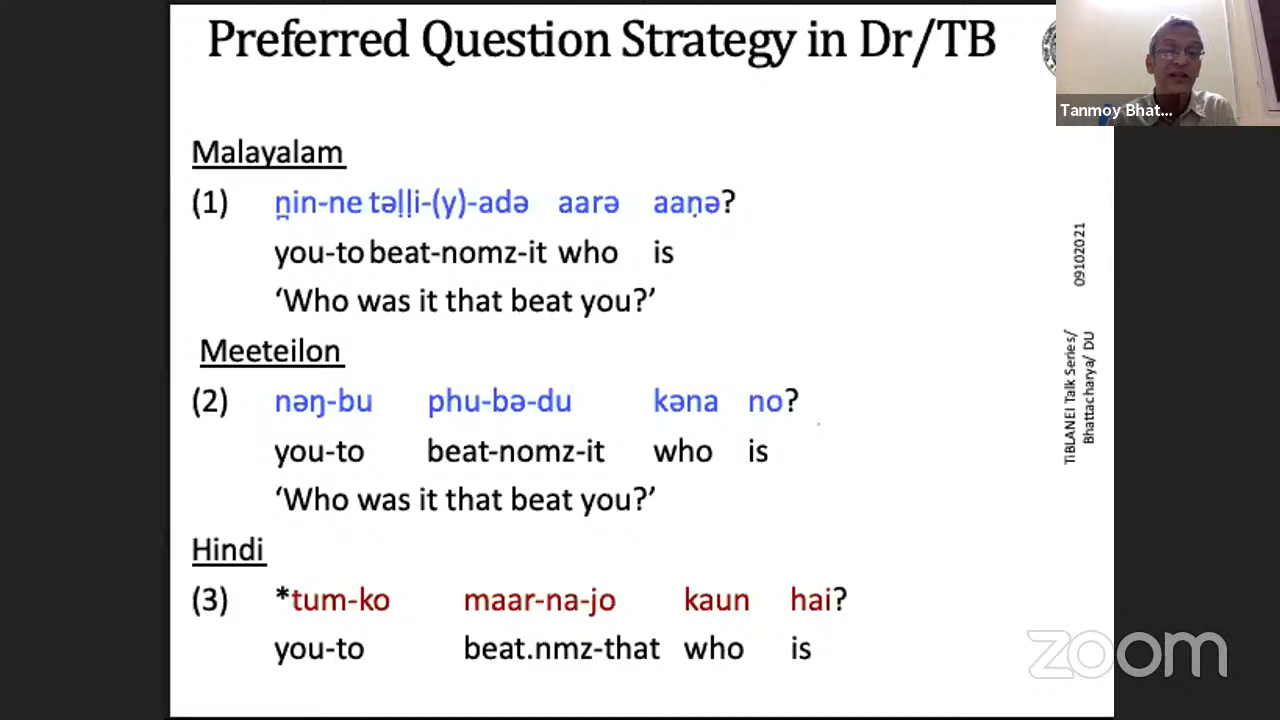 Preferred Question Strategy in Dr/TB
Tanmoy Bhat...
Malayalam
(1) n̪in-ne təḷḷi-(y)-adə aarə aaṇə?
you-to beat-nomz-it who is
‘Who was it that beat you?’
Meeteilon
(2) nəŋ-bu phu-bə-du kəna no?
you-to beat-nomz-it who is
‘Who was it that beat you?’
Hindi
(3) *tum-ko maar-na-jo kaun hai?
you-to beat.nmz-that who is
09102021
TiBLANEI Talk Series/
Bhattacharya/ DU
zoom